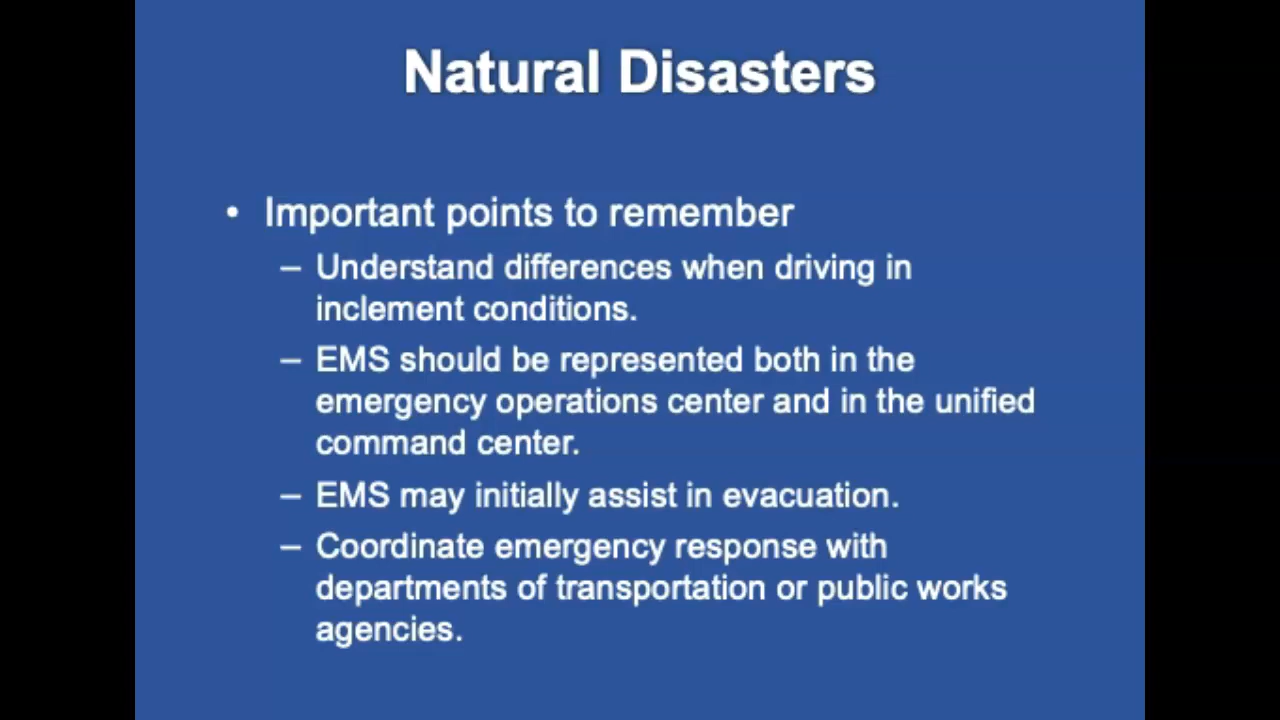 Natural Disasters
• Important points to remember
– Understand differences when driving in
inclement conditions.
– EMS should be represented both in the
emergency operations center and in the unified
command center.
– EMS may initially assist in evacuation.
– Coordinate emergency response with
departments of transportation or public works
agencies.